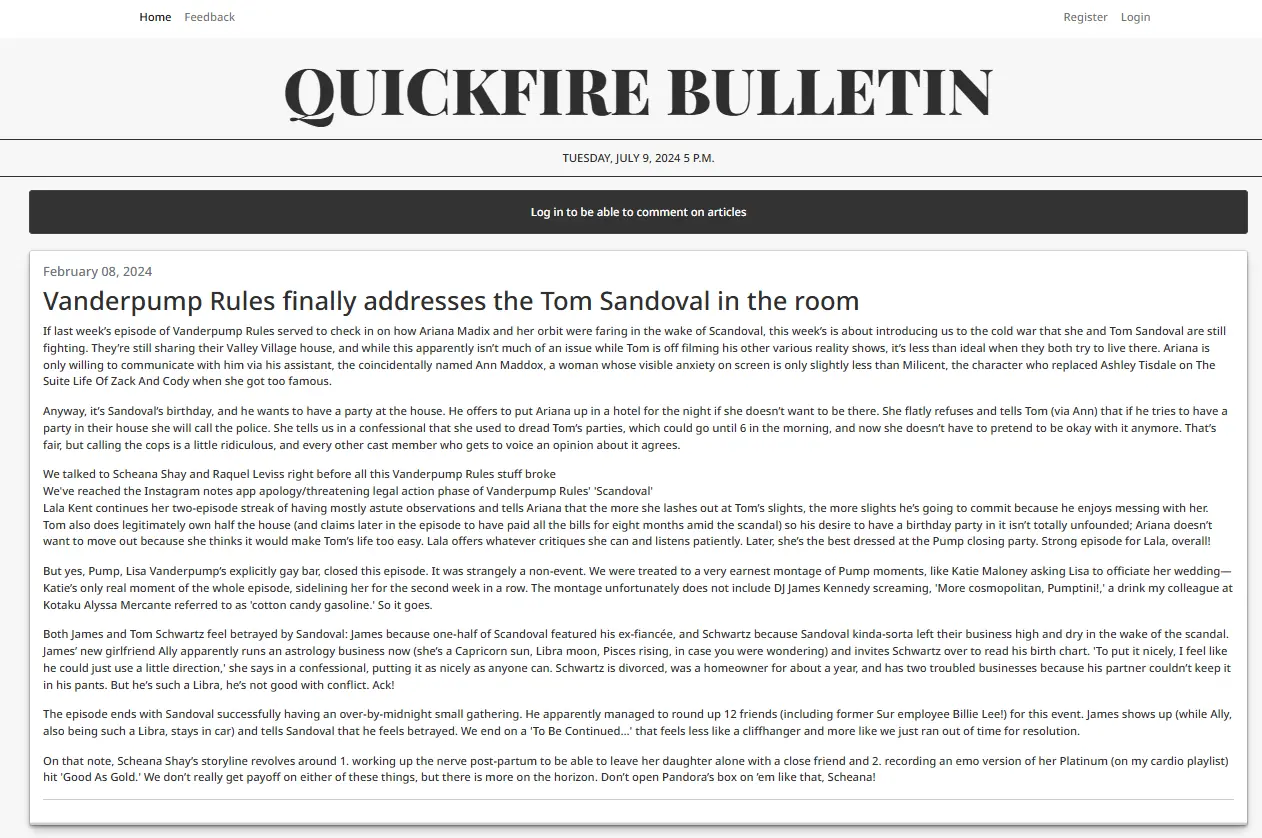 Home Feedback Register Login
QUICKFIRE BULLETIN
TUESDAY, JULY 9, 2024 5 P.M.
Log in to be able to comment on articles
February 08, 2024
Vanderpump Rules finally addresses the Tom Sandoval in the room
If last week’s episode of Vanderpump Rules served to check in on how Ariana Madix and her orbit were faring in the wake of Scandoval, this week’s is about introducing us to the cold war that she and Tom Sandoval are still
fighting. They’re still sharing their Valley Village house, and while this apparently isn’t much of an issue while Tom is off filming his other various reality shows, it’s less than ideal when they both try to live there. Ariana is
only willing to communicate with him via his assistant, the coincidentally named Ann Maddox, a woman whose visible anxiety on screen is only slightly less than Milicent, the character who replaced Ashley Tisdale on The
Suite Life Of Zack And Cody when she got too famous.
Anyway, it’s Sandoval’s birthday, and he wants to have a party at the house. He offers to put Ariana up in a hotel for the night if she doesn’t want to be there. She flatly refuses and tells Tom (via Ann) that if he tries to have a
party in their house she will call the police. She tells us in a confessional that she used to dread Tom’s parties, which could go until 6 in the morning, and now she doesn’t have to pretend to be okay with it anymore. That’s
fair, but calling the cops is a little ridiculous, and every other cast member who gets to voice an opinion about it agrees.
We talked to Scheana Shay and Raquel Leviss right before all this Vanderpump Rules stuff broke
We've reached the Instagram notes app apology/threatening legal action phase of Vanderpump Rules' 'Scandoval'
Lala Kent continues her two-episode streak of having mostly astute observations and tells Ariana that the more she lashes out at Tom’s slights, the more slights he’s going to commit because he enjoys messing with her.
Tom also does legitimately own half the house (and claims later in the episode to have paid all the bills for eight months amid the scandal) so his desire to have a birthday party in it isn’t totally unfounded; Ariana doesn’t
want to move out because she thinks it would make Tom’s life too easy. Lala offers whatever critiques she can and listens patiently. Later, she’s the best dressed at the Pump closing party. Strong episode for Lala, overall!
But yes, Pump, Lisa Vanderpump’s explicitly gay bar, closed this episode. It was strangely a non-event. We were treated to a very earnest montage of Pump moments, like Katie Maloney asking Lisa to officiate her wedding—
Katie’s only real moment of the whole episode, sidelining her for the second week in a row. The montage unfortunately does not include DJ James Kennedy screaming, 'More cosmopolitan, Pumptini!,' a drink my colleague at
Kotaku Alyssa Mercante referred to as 'cotton candy gasoline.' So it goes.
Both James and Tom Schwartz feel betrayed by Sandoval: James because one-half of Scandoval featured his ex-fiancée, and Schwartz because Sandoval kinda-sorta left their business high and dry in the wake of the scandal.
James’ new girlfriend Ally apparently runs an astrology business now (she’s a Capricorn sun, Libra moon, Pisces rising, in case you were wondering) and invites Schwartz over to read his birth chart. 'To put it nicely, I feel like
he could just use a little direction,' she says in a confessional, putting it as nicely as anyone can. Schwartz is divorced, was a homeowner for about a year, and has two troubled businesses because his partner couldn’t keep it
in his pants. But he’s such a Libra, he’s not good with conflict. Ack!
The episode ends with Sandoval successfully having an over-by-midnight small gathering. He apparently managed to round up 12 friends (including former Sur employee Billie Lee!) for this event. James shows up (while Ally,
also being such a Libra, stays in car) and tells Sandoval that he feels betrayed. We end on a 'To Be Continued…' that feels less like a cliffhanger and more like we just ran out of time for resolution.
On that note, Scheana Shay’s storyline revolves around 1. working up the nerve post-partum to be able to leave her daughter alone with a close friend and 2. recording an emo version of her Platinum (on my cardio playlist)
hit 'Good As Gold.' We don’t really get payoff on either of these things, but there is more on the horizon. Don’t open Pandora’s box on ’em like that, Scheana!